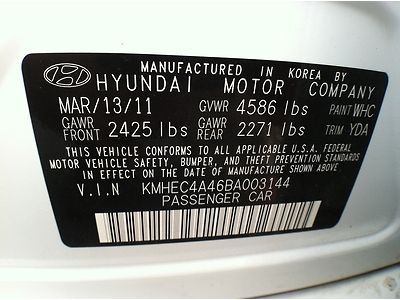 MANUFACTURED IN KOREA BY
HYUNDAI MOTOR COMPANY
MAR/13/11 GVWR 4586 lbs PAINT WHC
GAWR FRONT 2425 lbs GAWR REAR 2271 lbs TRIM YDA
THIS VEHICLE CONFORMS TO ALL APPLICABLE U.S.A. FEDERAL
MOTOR VEHICLE SAFETY, BUMPER, AND THEFT PREVENTION STANDARDS
IN EFFECT ON THE DATE OF MANUFACTURE SHOWN ABOVE.
V.I.N KMHEC4A46BA003144
PASSENGER CAR